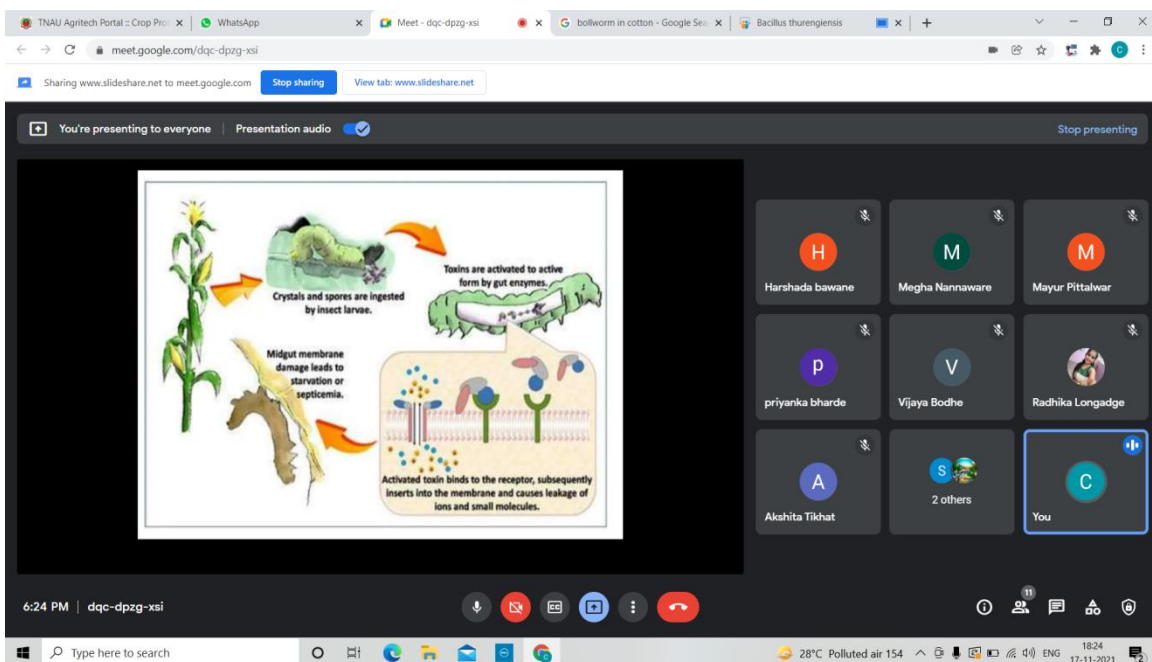 TNAU Agritech Portal :: Crop Pro
WhatsApp
Meet - dqc-dpzg-xsi
bollworm in cotton - Google Sea
Bacillus thurengiensis
meet.google.com/dqc-dpzg-xsi
C
Sharing www.slideshare.net to meet.google.com
Stop sharing
View tab: www.slideshare.net
You're presenting to everyone
Presentation audio
Stop presenting
Crystals and spores are ingested
by insect larvae.
Toxins are activated to active
form by gut enzymes.
Midgut membrane
damage leads to
starvation or
septicemia.
Activated toxin binds to the receptor, subsequently
inserts into the membrane and causes leakage of
ions and small molecules.
H
Harshada bawane
M
Megha Nannaware
M
Mayur Pittalwar
p
priyanka bharde
V
Vijaya Bodhe
Radhika Longadge
A
Akshita Tikhat
S
2 others
C
You
6:24 PM | dqc-dpzg-xsi
CC
11
Type here to search
28°C Polluted air 154
ENG
18:24
17-11-2021
2